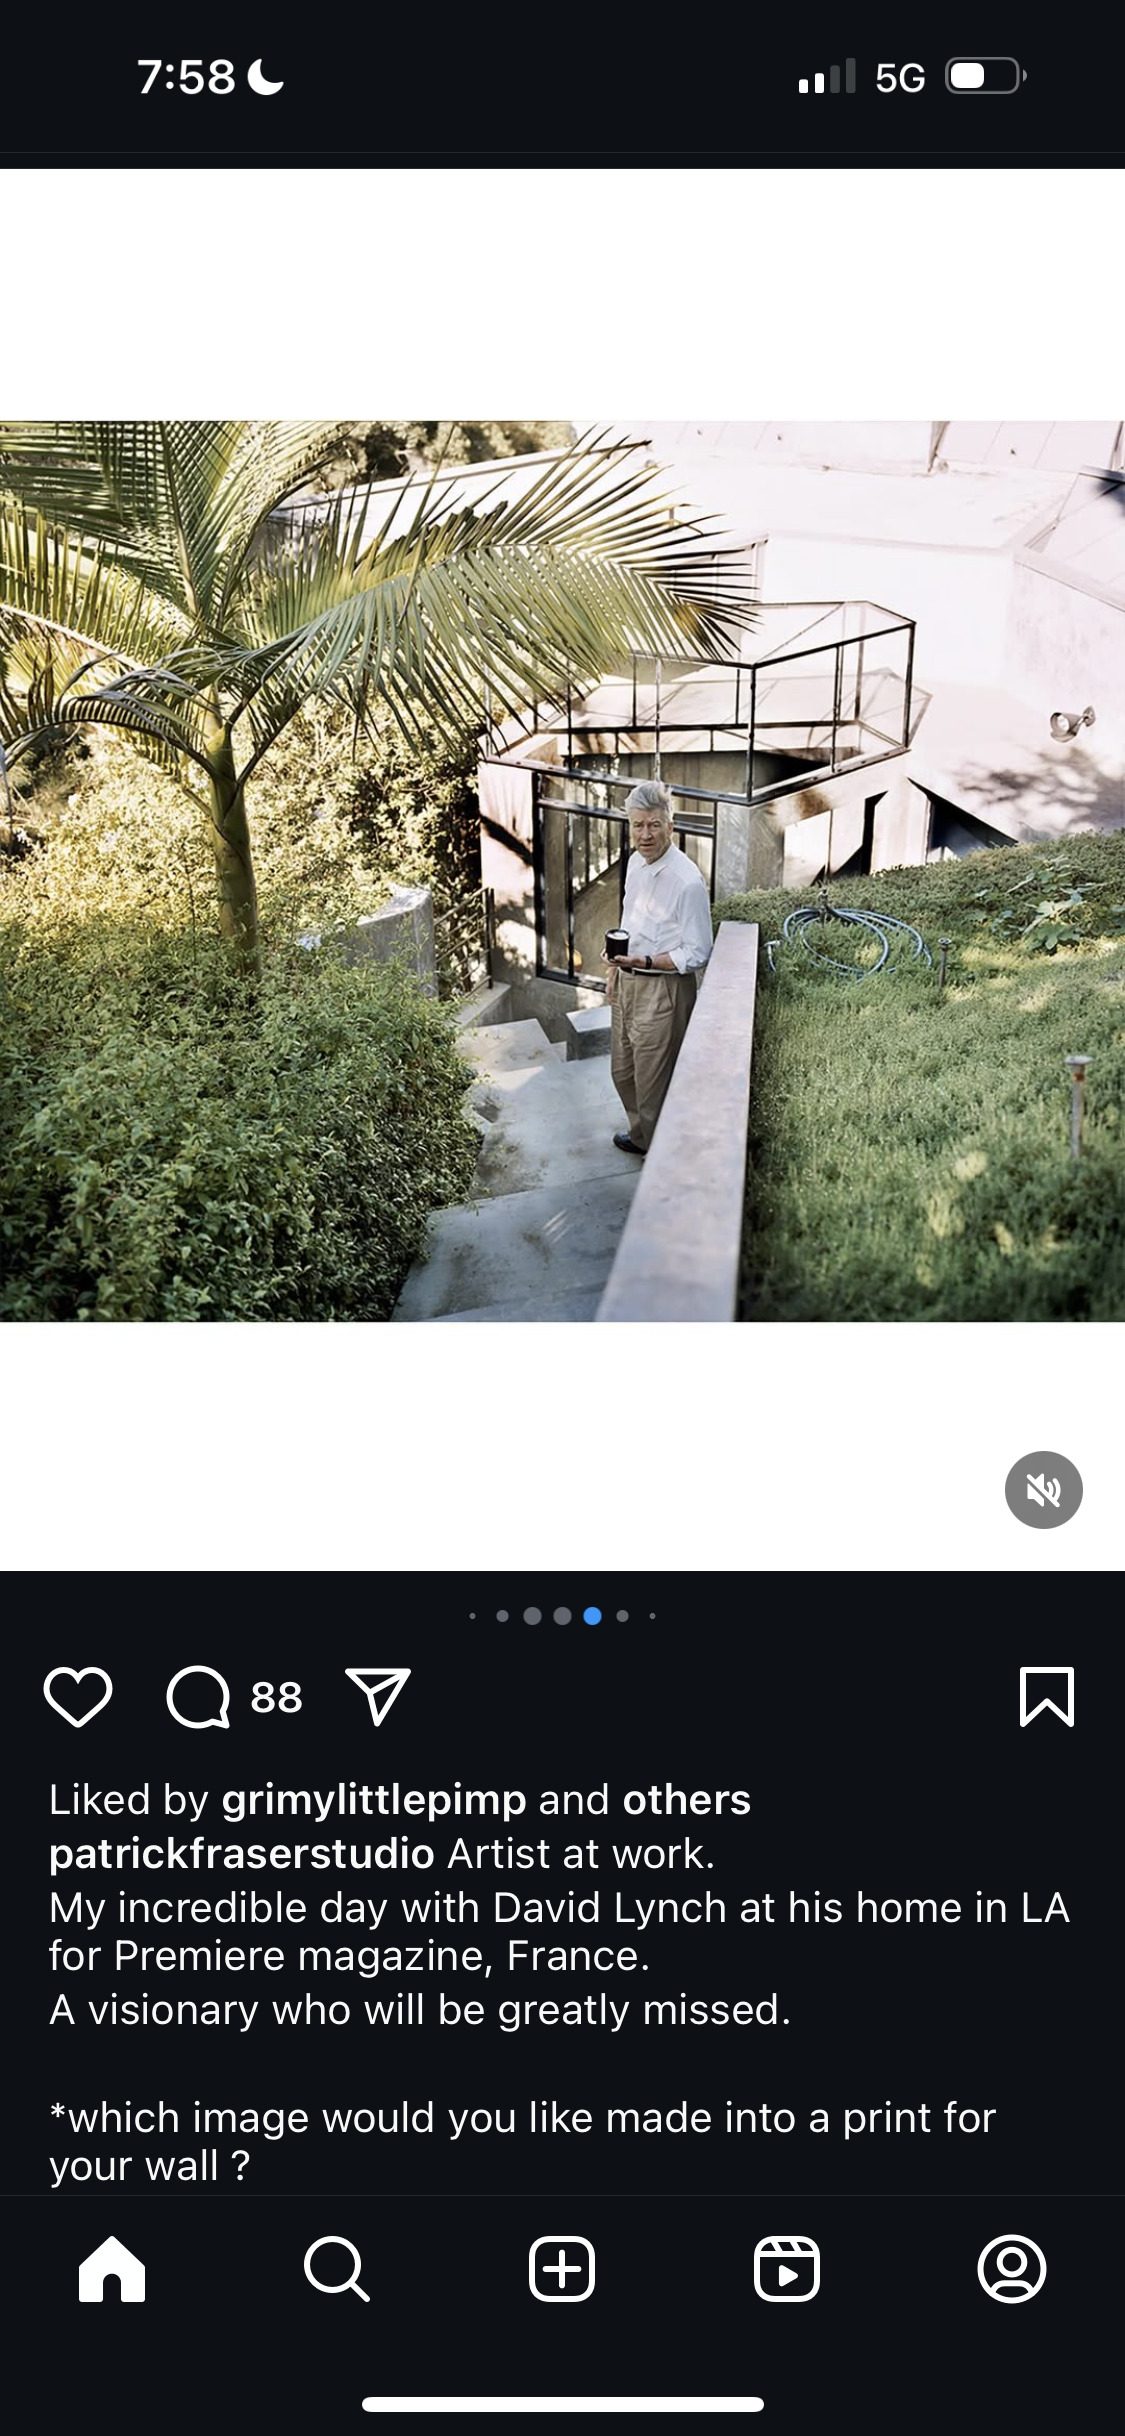 7:58
5G
88
Liked by grimylittlepimp and others
patrickfraserstudio Artist at work.
My incredible day with David Lynch at his home in LA
for Premiere magazine, France.
A visionary who will be greatly missed.
*which image would you like made into a print for
your wall ?